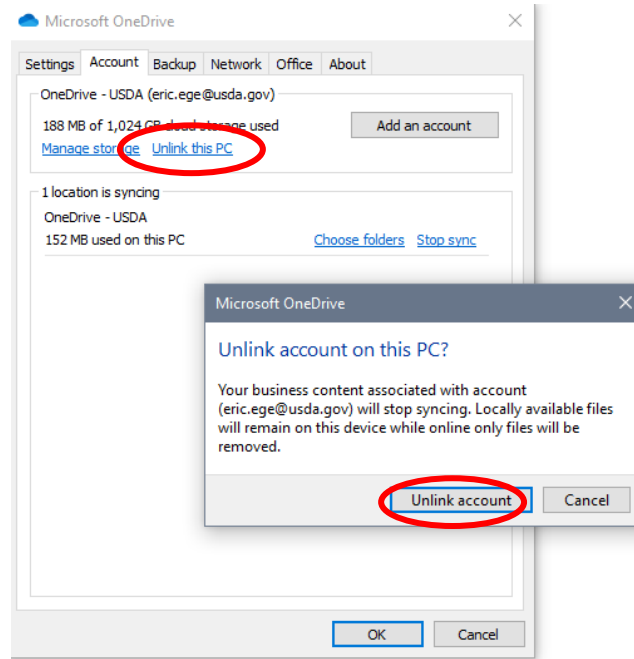 Microsoft OneDrive
Settings Account Backup Network Office About
OneDrive - USDA (eric.ege@usda.gov)
188 MB of 1,024 GB cloud storage used
Add an account
Manage storage Unlink this PC
1 location is syncing
OneDrive - USDA
152 MB used on this PC
Choose folders Stop sync
Microsoft OneDrive
Unlink account on this PC?
Your business content associated with account
(eric.ege@usda.gov) will stop syncing. Locally available files
will remain on this device while online only files will be
removed.
Unlink account Cancel
OK Cancel